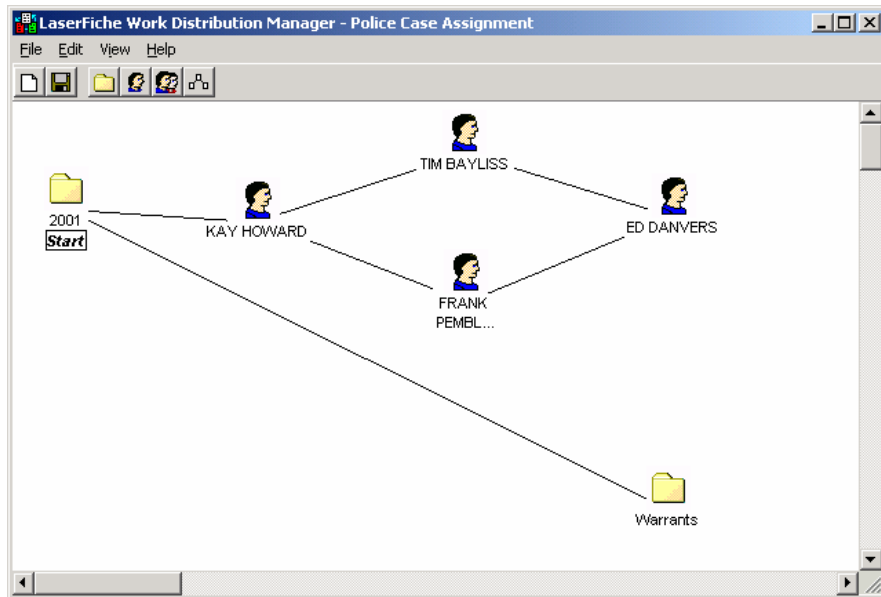 LaserFiche Work Distribution Manager - Police Case Assignment
File Edit View Help
TIM BAYLISS
2001
Start
KAY HOWARD
ED DANVERS
FRANK
PEMBL...
Warrants